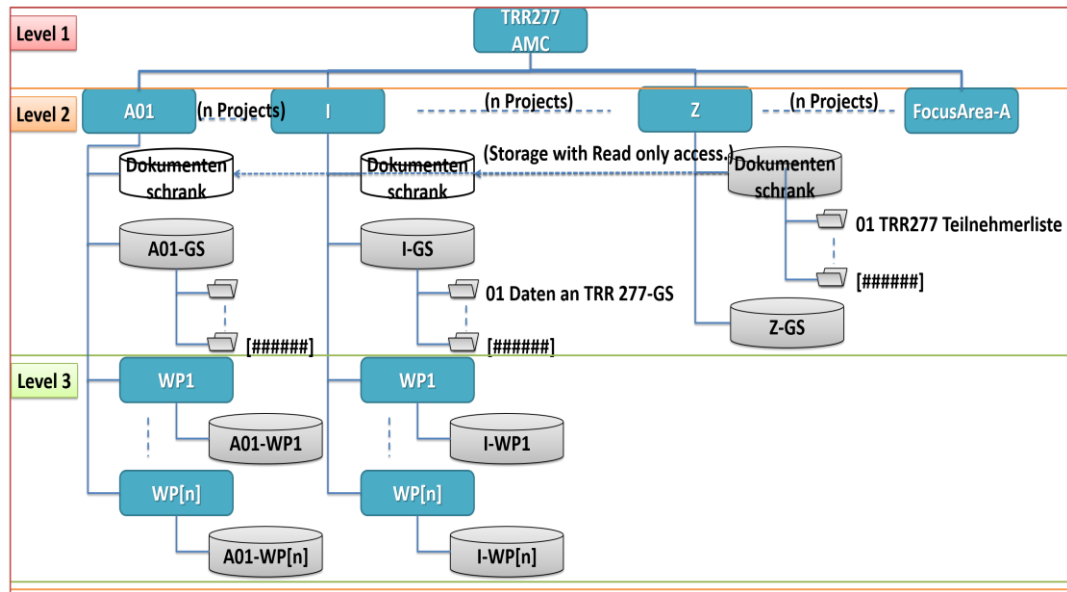 Level 1
TRR277
AMC
Level 2
A01
(n Projects)
I
(n Projects)
Z
(n Projects)
FocusArea-A
Dokumenten
schrank
Dokumenten
schrank
(Storage with Read only access.)
Dokumenten
schrank
A01-GS
I-GS
01 TRR277 Teilnehmerliste
01 Daten an TRR 277-GS
[######]
Z-GS
[######]
[######]
Level 3
WP1
WP1
A01-WP1
I-WP1
WP[n]
WP[n]
A01-WP[n]
I-WP[n]